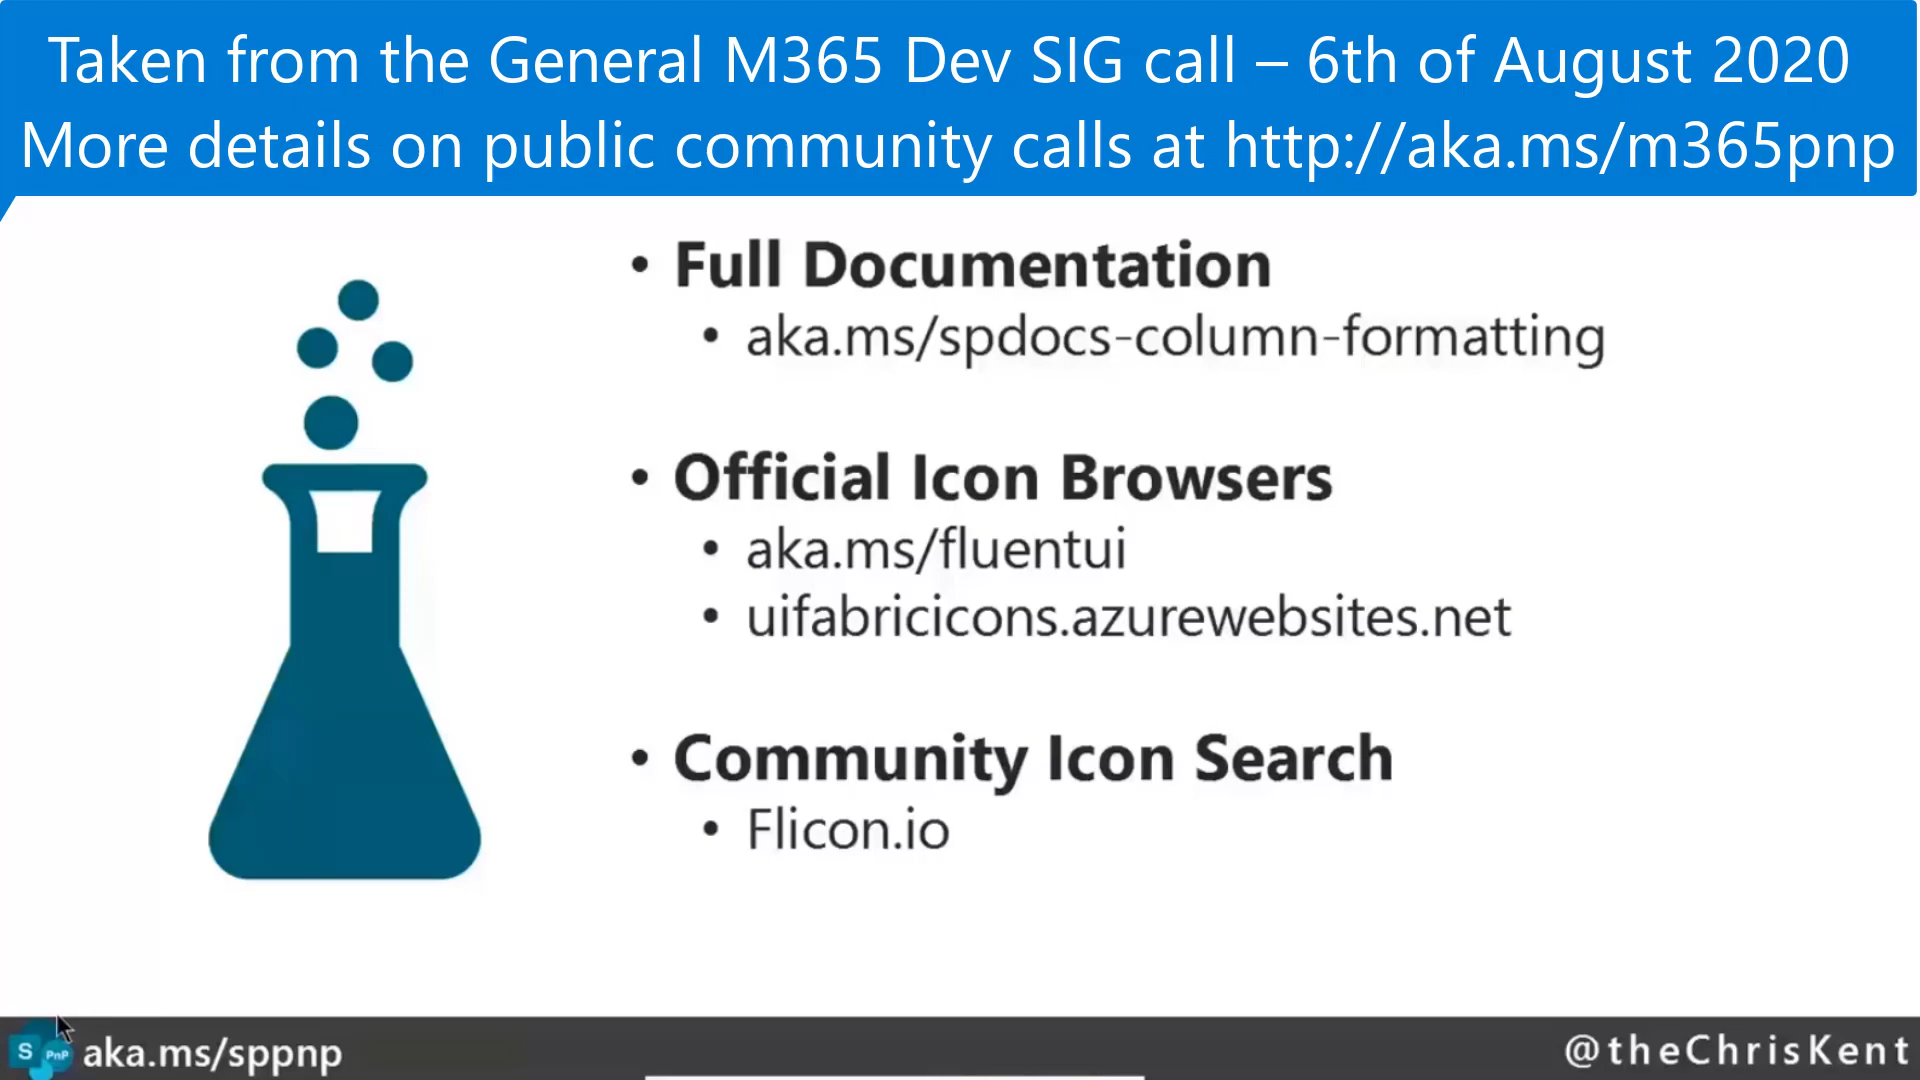 Taken from the General M365 Dev SIG call – 6th of August 2020
More details on public community calls at http://aka.ms/m365pnp
• Full Documentation
• aka.ms/spdocs-column-formatting
• Official Icon Browsers
• aka.ms/fluentui
• uifabricicons.azurewebsites.net
• Community Icon Search
• Flicon.io
S PnP aka.ms/sppnp
@theChrisKent